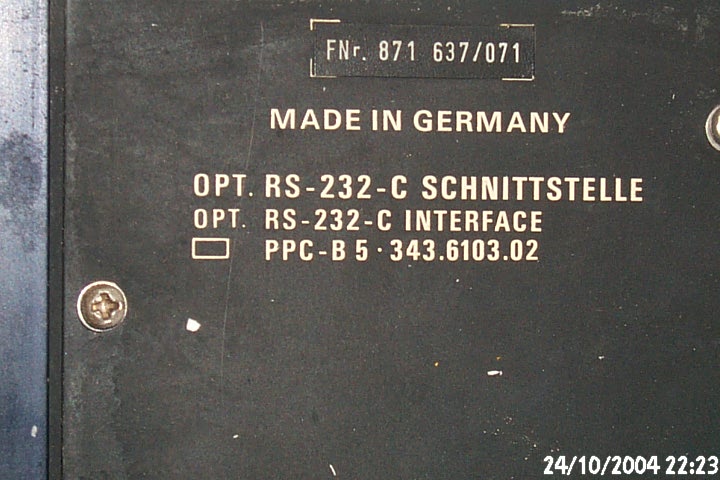 FNr. 871 637/071
MADE IN GERMANY
OPT. RS-232-C SCHNITTSTELLE
OPT. RS-232-C INTERFACE
PPC-B 5 · 343.6103.02
24/10/2004 22:23